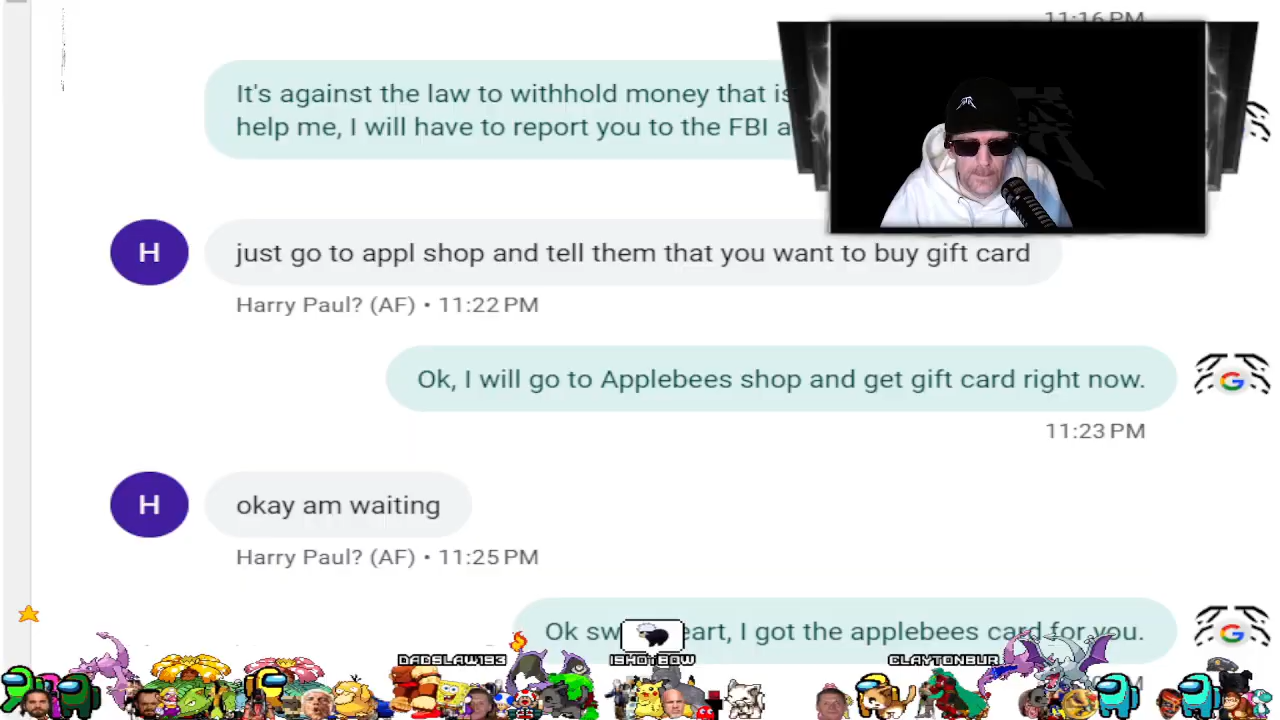 11:16 PM
It's against the law to withhold money that is
help me, I will have to report you to the FBI a
H
just go to appl shop and tell them that you want to buy gift card
Harry Paul? (AF) • 11:22 PM
Ok, I will go to Applebees shop and get gift card right now.
G
11:23 PM
H
okay am waiting
Harry Paul? (AF) • 11:25 PM
Ok sw eart, I got the applebees card for you.
G
DADSLAW193
ISHOTBOW
CLAYTONBUR